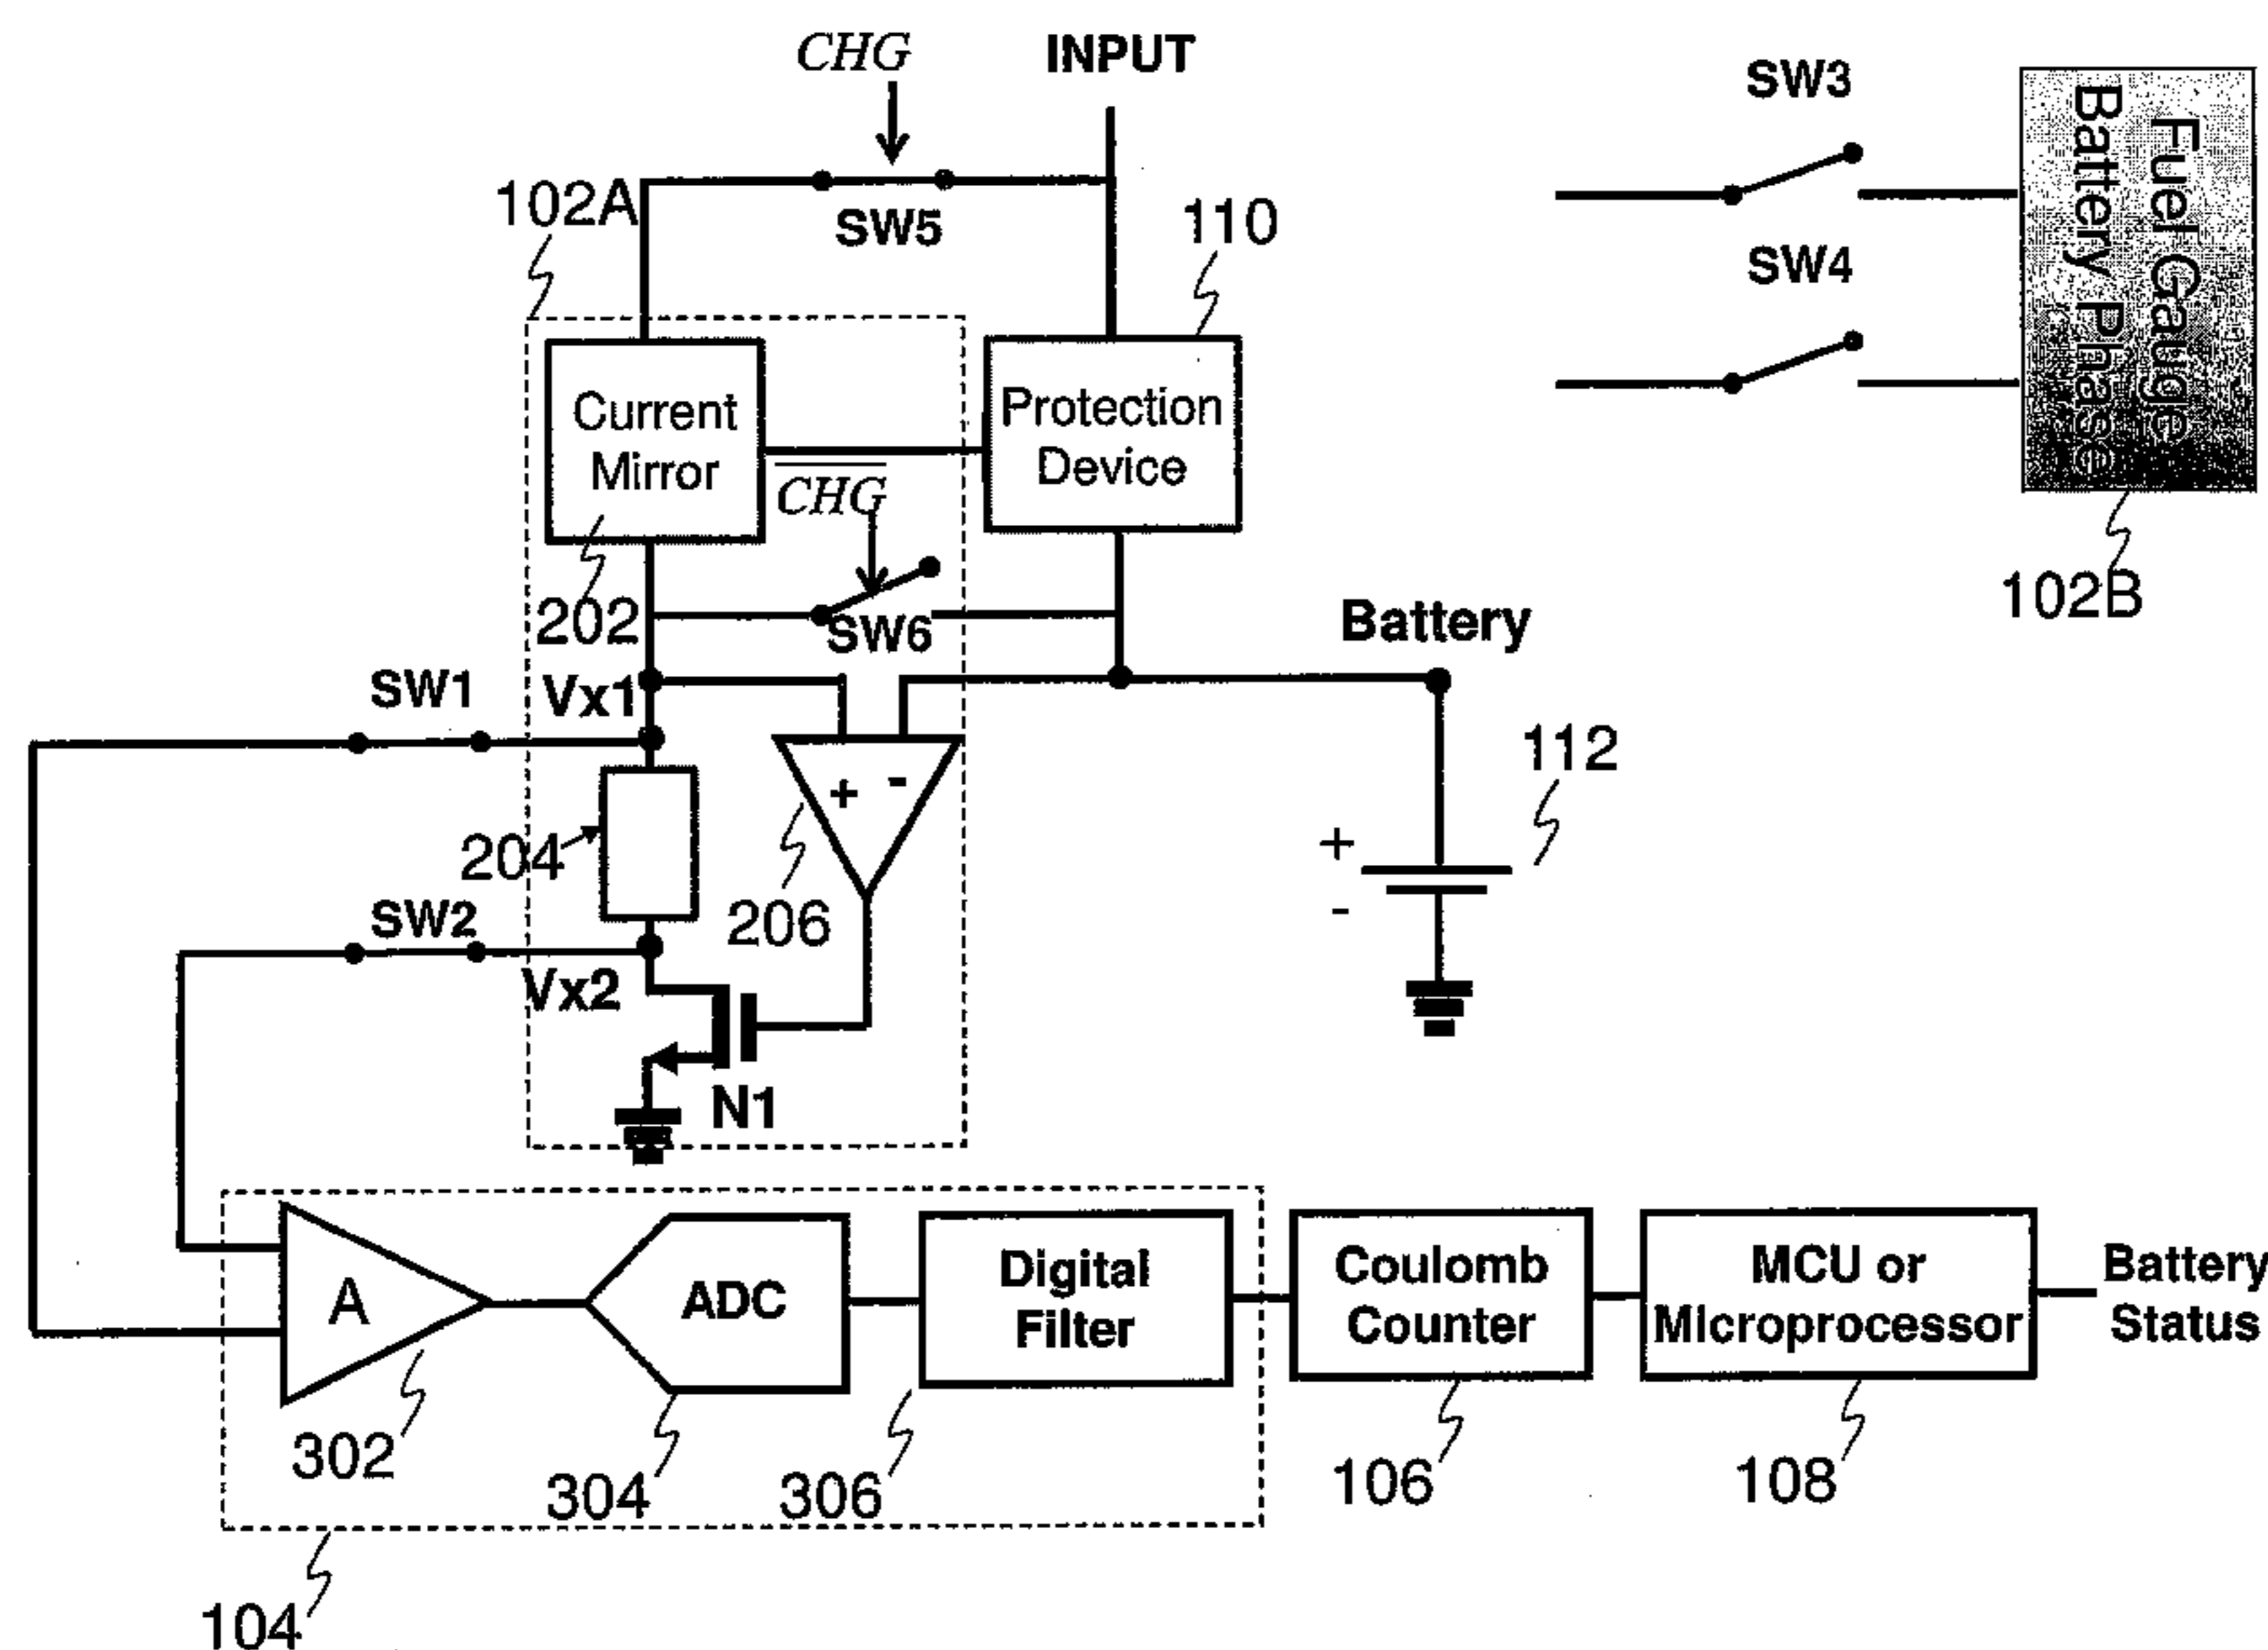 CHG
INPUT
SW3
102A
SW5
110
SW4
Fuel Gauge
Battery Phase
Current
Mirror
Protection
Device
C̅H̅G̅
202
SW6
Battery
102B
SW1
Vx1
+ -
112
204
206
+
-
SW2
Vx2
N1
A
ADC
Digital
Filter
Coulomb
Counter
MCU or
Microprocessor
Battery
Status
302
304
306
106
108
104